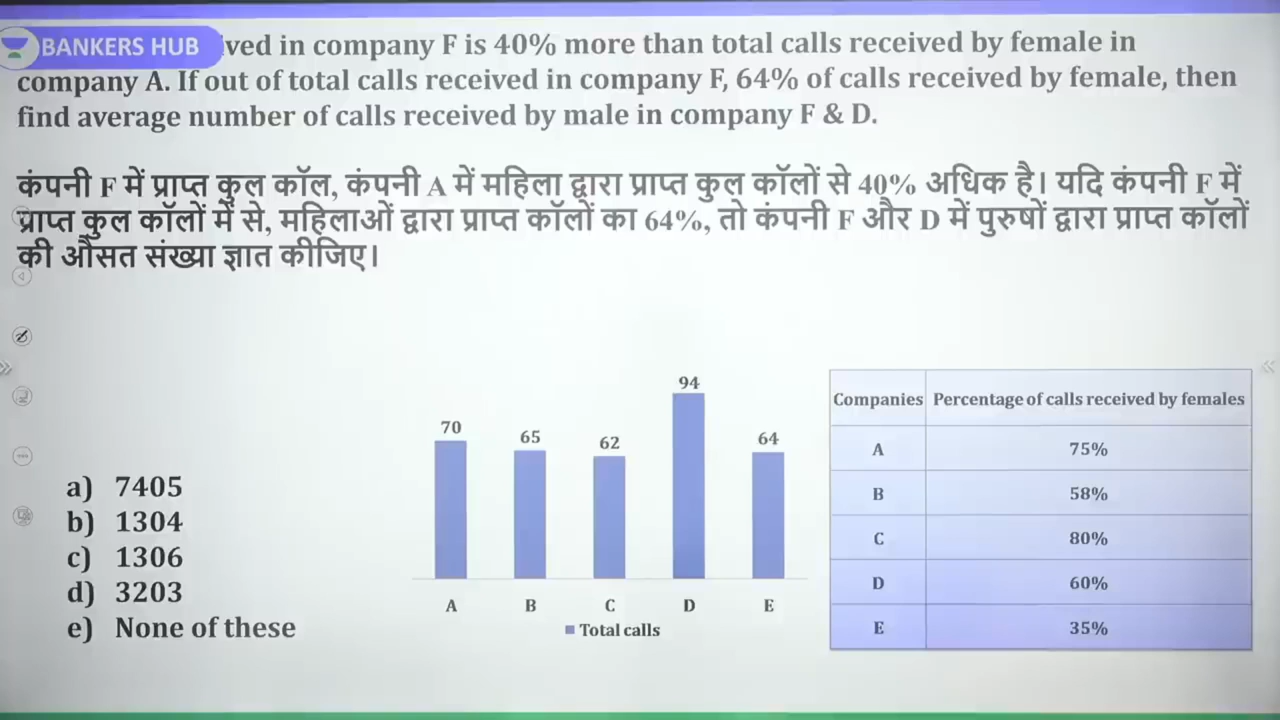 BANKERS HUB
ved in company F is 40% more than total calls received by female in
company A. If out of total calls received in company F, 64% of calls received by female, then
find average number of calls received by male in company F & D.
कंपनी F में प्राप्त कुल कॉल, कंपनी A में महिला द्वारा प्राप्त कुल कॉलों से 40% अधिक है। यदि कंपनी F में
प्राप्त कुल कॉलों में से, महिलाओं द्वारा प्राप्त कॉलों का 64%, तो कंपनी F और D में पुरुषों द्वारा प्राप्त कॉलों
की औसत संख्या ज्ञात कीजिए।
a) 7405
b) 1304
c) 1306
d) 3203
e) None of these
94
70
65
62
64
A B C D E
Total calls
Companies Percentage of calls received by females
A 75%
B 58%
C 80%
D 60%
E 35%